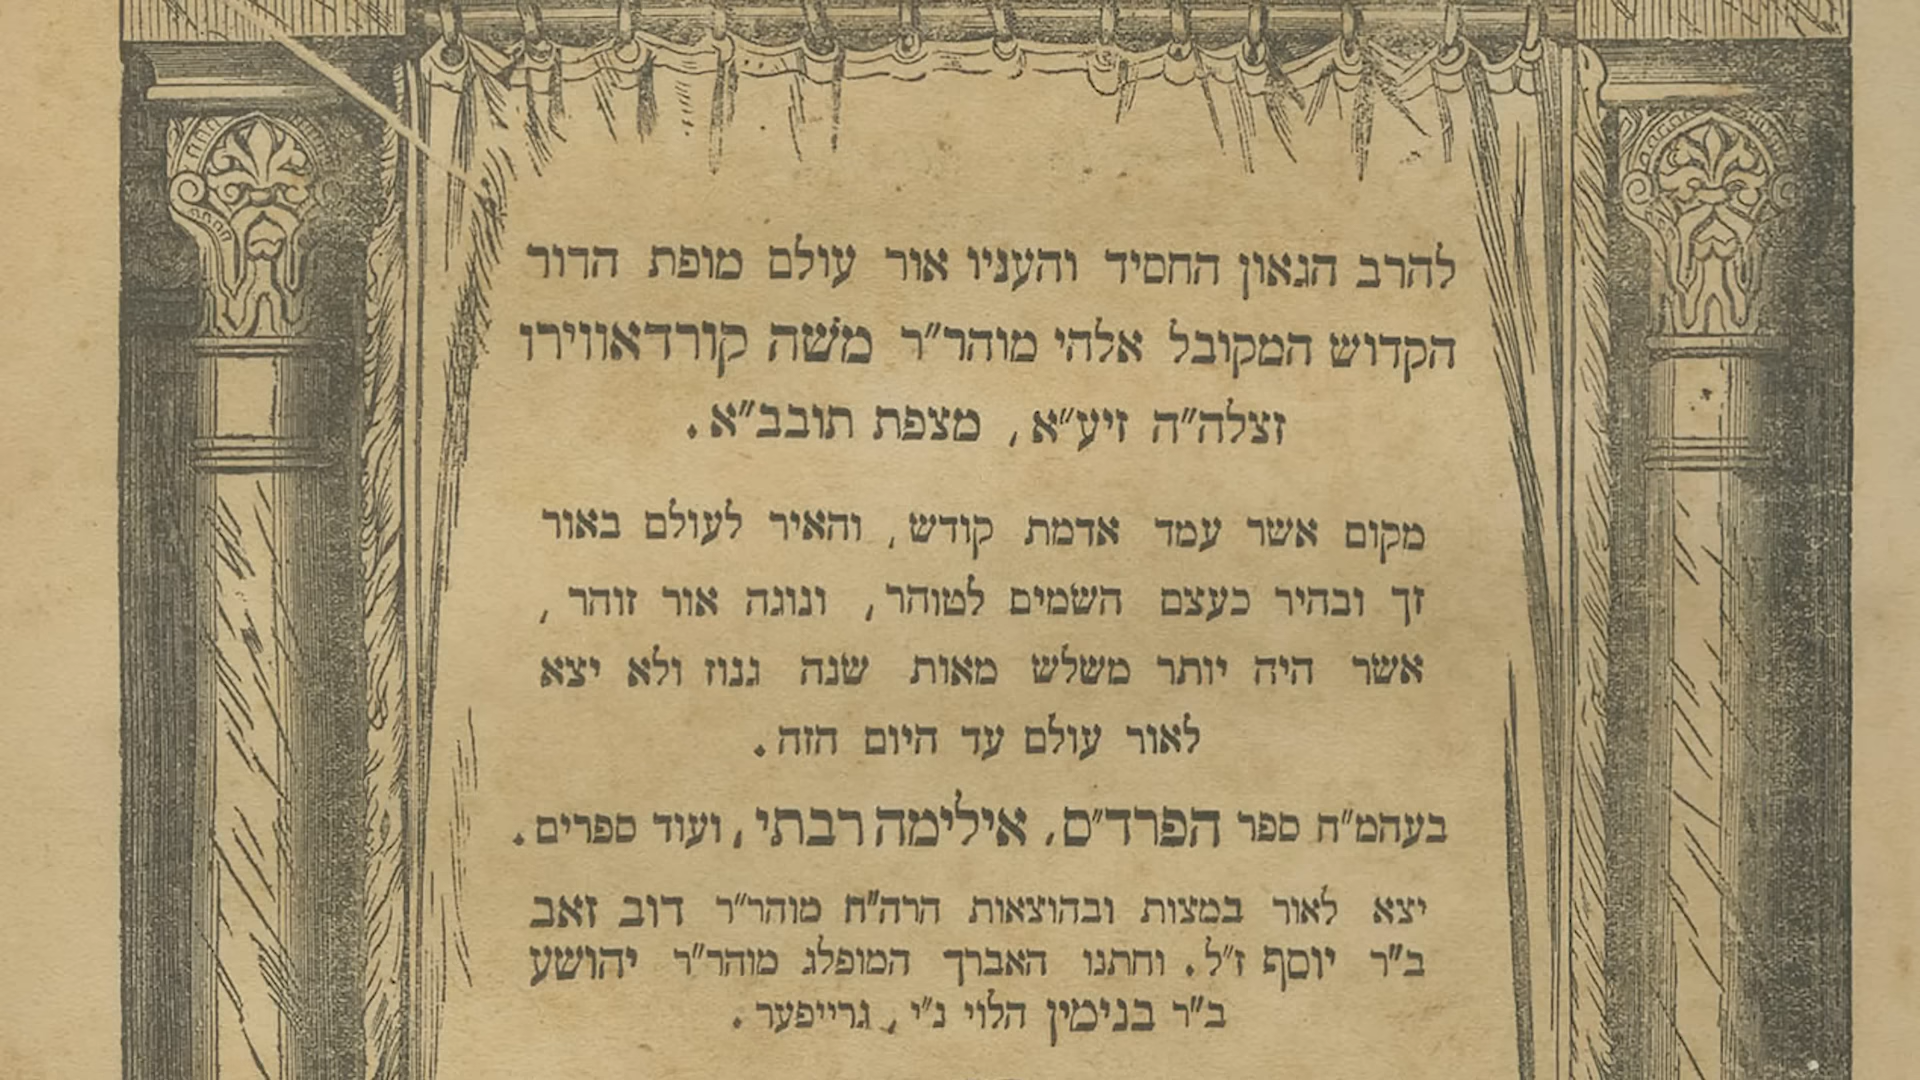 להרב הגאון החסיד והעניו אור עולם מופת הדור
הקדוש המקובל אלהי מוהר״ר משה קורדאווירו
זצלה״ה זיע״א, מצפת תובב״א.
מקום אשר עמד אדמת קודש, והאיר לעולם באור
זך ובהיר כעצם השמים לטוהר, ונוגה אור זוהר,
אשר היה יותר משלש מאות שנה גנוז ולא יצא
לאור עולם עד היום הזה.
בעהמ״ח ספר הפרד״ס, אילימה רבתי, ועוד ספרים.
יצא לאור במצות ובהוצאות הרה״ח מוהר״ר דוב זאב
ב״ר יוסף ז״ל. וחתנו האברך המופלג מוהר״ר יהושע
ב״ר בנימין הלוי נ״י, גרייפער.